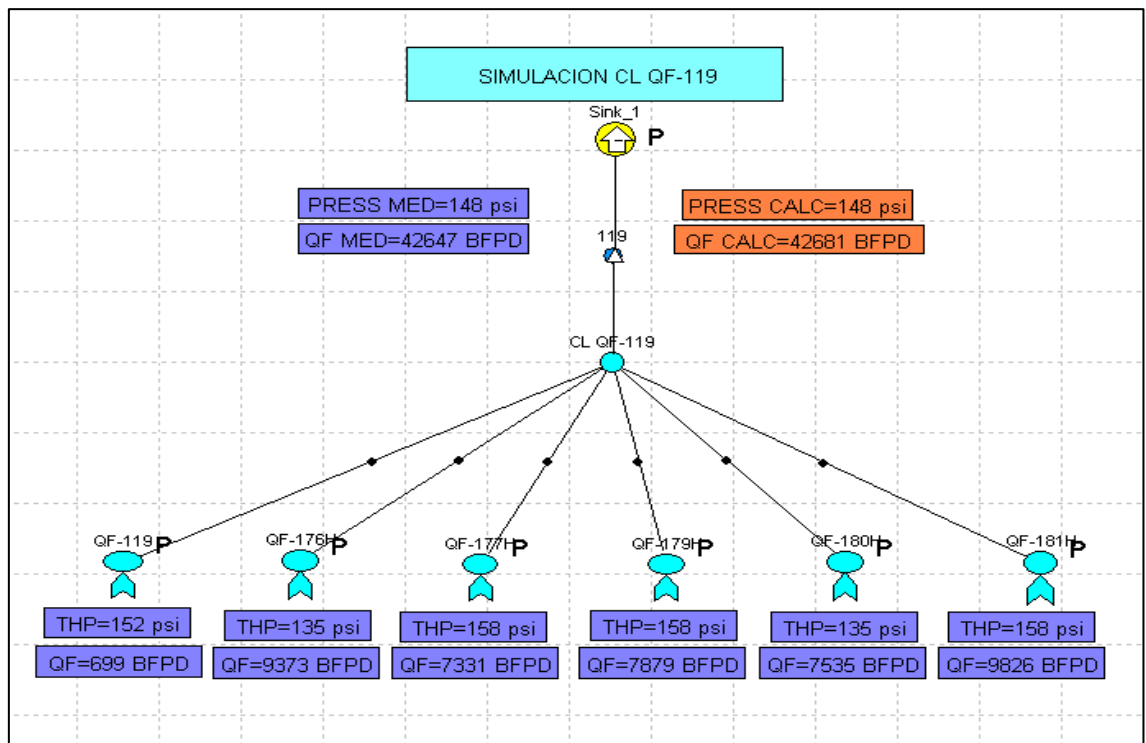 SIMULACION CL QF-119
Sink_1
P
PRESS MED=148 psi
PRESS CALC=148 psi
QF MED=42647 BFPD
119
QF CALC=42681 BFPD
CL QF-119
QF-119 P
QF-176H P
QF-177H P
QF-179H P
QF-180H P
QF-181H P
THP=152 psi
THP=135 psi
THP=158 psi
THP=158 psi
THP=135 psi
THP=158 psi
QF=699 BFPD
QF=9373 BFPD
QF=7331 BFPD
QF=7879 BFPD
QF=7535 BFPD
QF=9826 BFPD